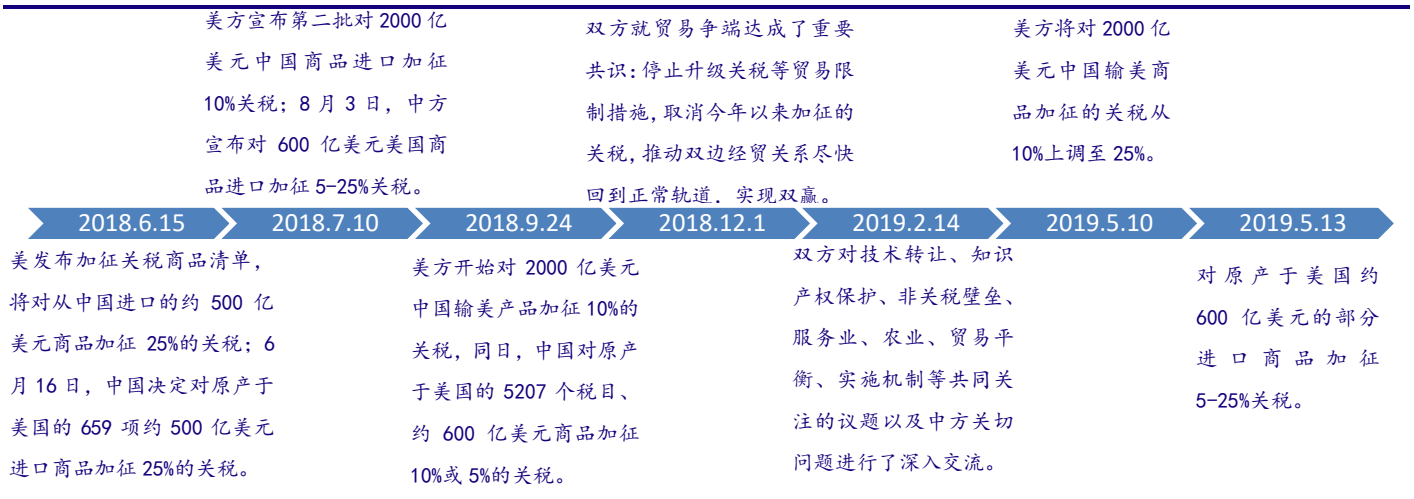 美方宣布第二批对 2000 亿
美元中国商品进口加征
10%关税；8 月 3 日，中方
宣布对 600 亿美元美国商
品进口加征 5-25%关税。
双方就贸易争端达成了重要
共识：停止升级关税等贸易限
制措施，取消今年以来加征的
关税，推动双边经贸关系尽快
回到正常轨道．实现双赢。
美方将对 2000 亿
美元中国输美商
品加征的关税从
10%上调至 25%。
2018.6.15
2018.7.10
2018.9.24
2018.12.1
2019.2.14
2019.5.10
2019.5.13
美发布加征关税商品清单，
将对从中国进口的约 500 亿
美元商品加征 25%的关税；6
月 16 日，中国决定对原产于
美国的 659 项约 500 亿美元
进口商品加征 25%的关税。
美方开始对 2000 亿美元
中国输美产品加征 10%的
关税，同日，中国对原产
于美国的 5207 个税目、
约 600 亿美元商品加征
10%或 5%的关税。
双方对技术转让、知识
产权保护、非关税壁垒、
服务业、农业、贸易平
衡、实施机制等共同关
注的议题以及中方关切
问题进行了深入交流。
对原产于美国约
600 亿美元的部分
进口商品加征
5-25%关税。